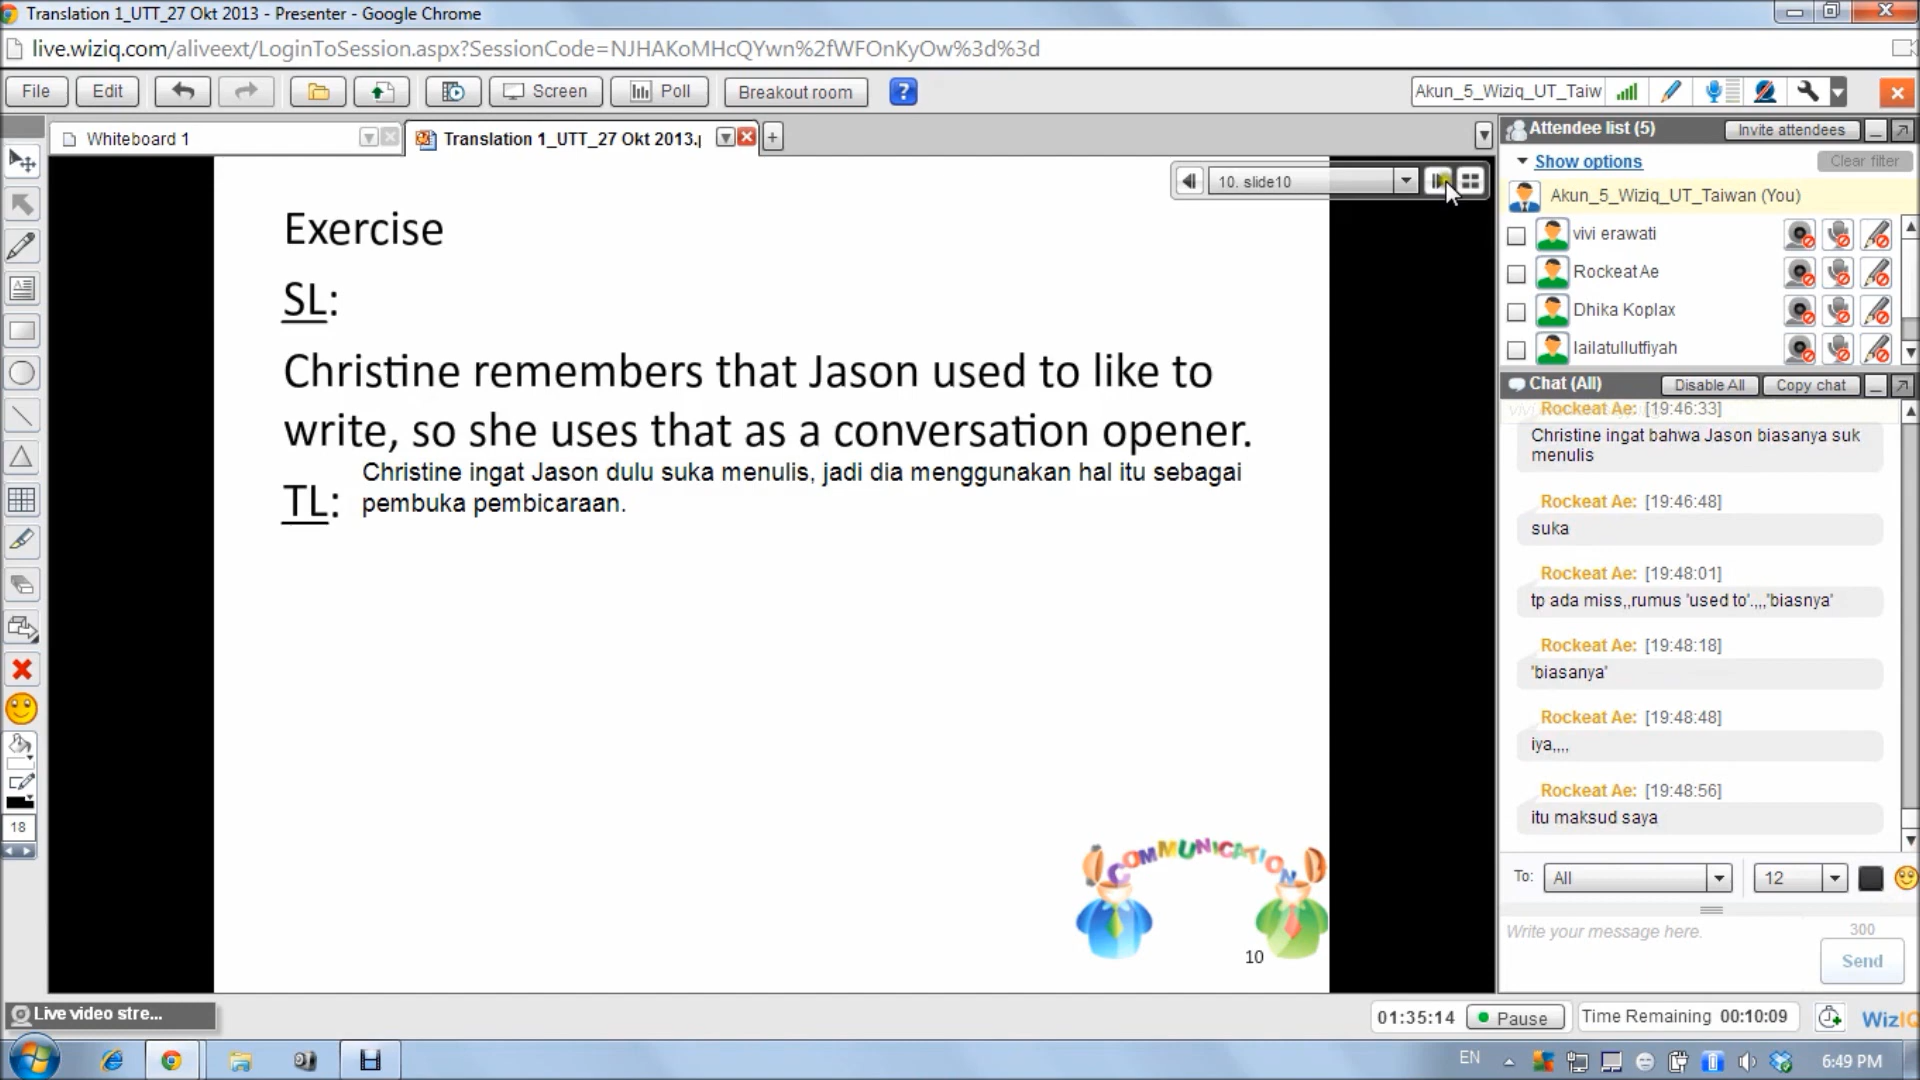 Translation 1_UTT_27 Okt 2013 - Presenter - Google Chrome
live.wiziq.com/aliveext/LoginToSession.aspx?SessionCode=NJHAKoMHcQYwn%2fWFOnKyOw%3d%3d
File Edit Screen Poll Breakout room ? Akun_5_Wiziq_UT_Taiw
Whiteboard 1 Translation 1_UTT_27 Okt 2013.p
10. slide10
Exercise
SL:
Christine remembers that Jason used to like to
write, so she uses that as a conversation opener.
TL: Christine ingat Jason dulu suka menulis, jadi dia menggunakan hal itu sebagai
pembuka pembicaraan.
COMMUNICATION
10
18
Attendee list (5) Invite attendees
Show options Clear filter
Akun_5_Wiziq_UT_Taiwan (You)
vivi erawati
Rockeat Ae
Dhika Koplax
lailatullutfiyah
Chat (All) Disable All Copy chat
Rockeat Ae: [19:46:33]
Christine ingat bahwa Jason biasanya suk
menulis
Rockeat Ae: [19:46:48]
suka
Rockeat Ae: [19:48:01]
tp ada miss,,rumus 'used to'.,,,'biasnya'
Rockeat Ae: [19:48:18]
'biasanya'
Rockeat Ae: [19:48:48]
iya,,,,
Rockeat Ae: [19:48:56]
itu maksud saya
To: All 12
Write your message here. 300
Send
Live video stre...
01:35:14 Pause Time Remaining 00:10:09 WizIQ
EN 6:49 PM